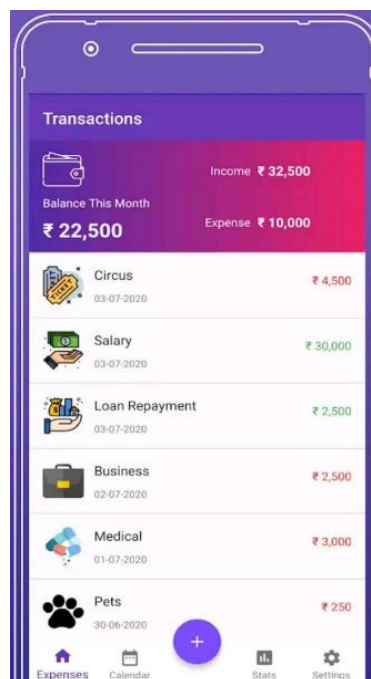 Transactions
Income ₹ 32,500
Balance This Month
₹ 22,500
Expense ₹ 10,000
TICKET
Circus
₹ 4,500
03-07-2020
Salary
₹ 30,000
03-07-2020
Loan Repayment
₹ 2,500
03-07-2020
Business
₹ 2,500
02-07-2020
Medical
₹ 3,000
01-07-2020
Pets
₹ 250
30-06-2020
+
Expenses Calendar Stats Settings